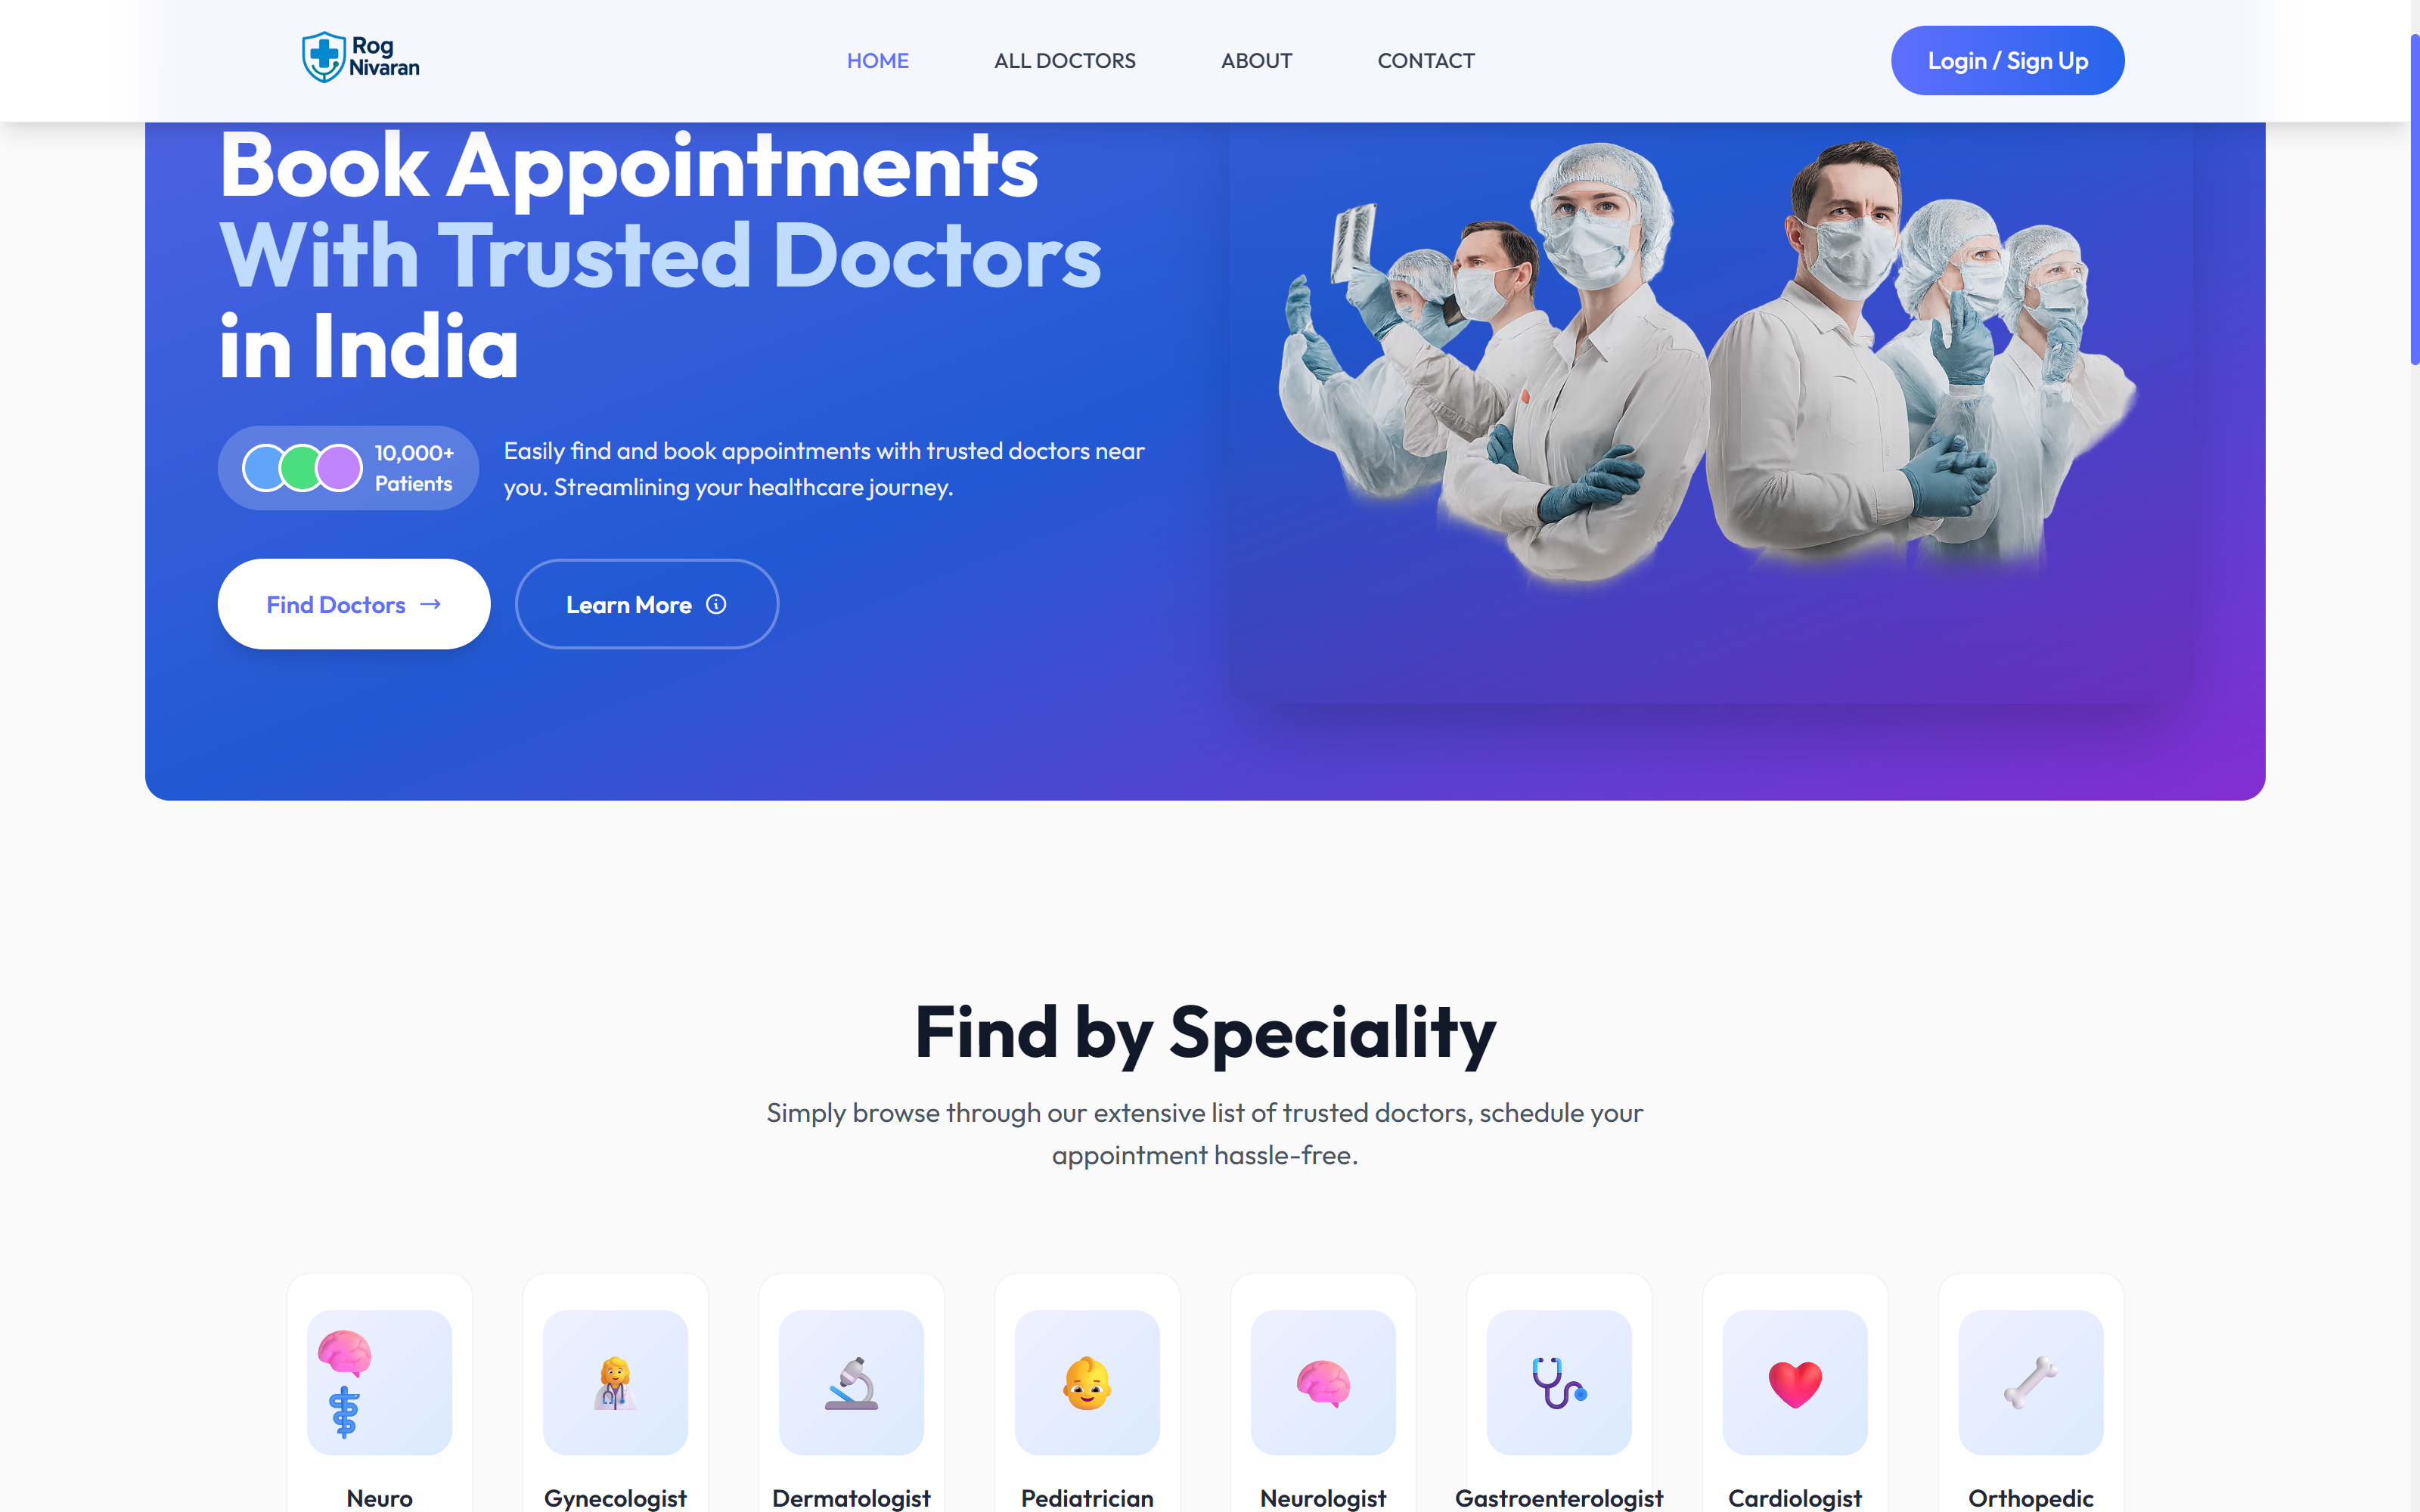 Rog
Nivaran
HOME
ALL DOCTORS
ABOUT
CONTACT
Login / Sign Up
Book Appointments
With Trusted Doctors
in India
10,000+
Patients
Easily find and book appointments with trusted doctors near
you. Streamlining your healthcare journey.
Find Doctors
Learn More
Find by Speciality
Simply browse through our extensive list of trusted doctors, schedule your
appointment hassle-free.
Neuro
Gynecologist
Dermatologist
Pediatrician
Neurologist
Gastroenterologist
Cardiologist
Orthopedic